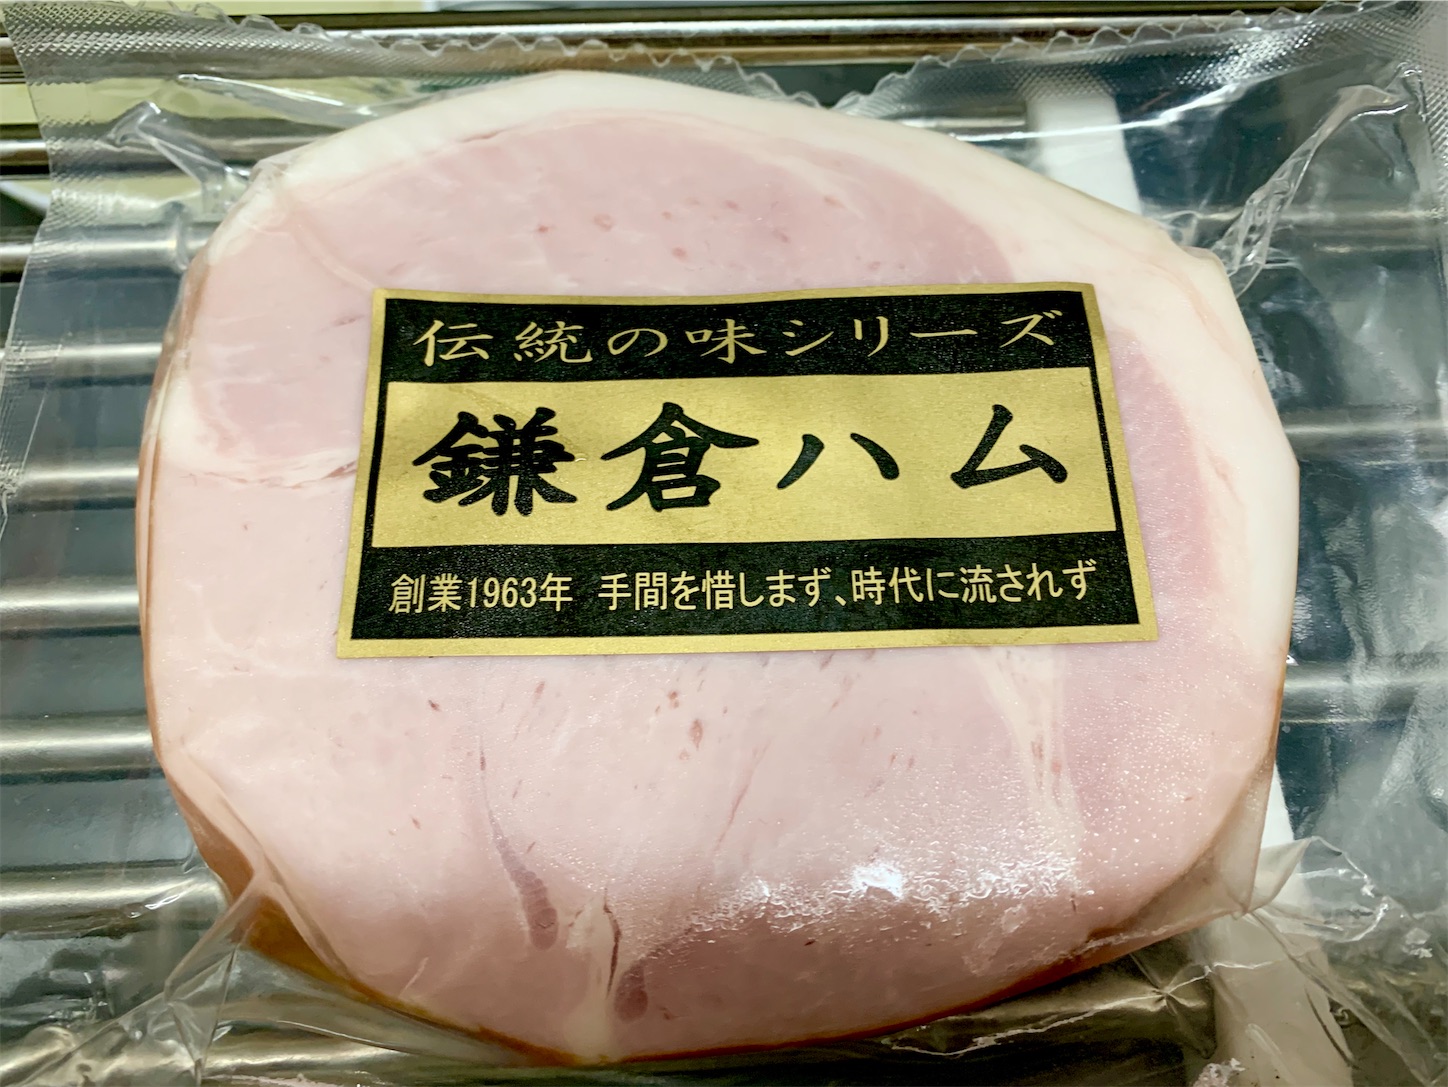 伝統の味シリーズ
鎌倉ハム
創業1963年 手間を惜しまず、時代に流されず